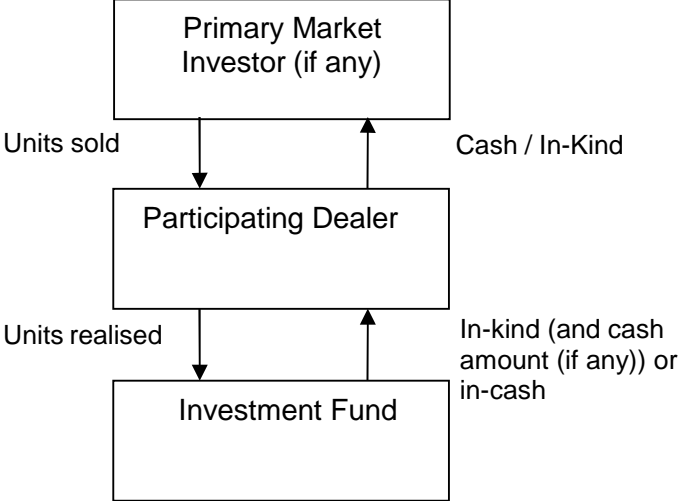 Primary Market
Investor (if any)
Units sold
Cash / In-Kind
Participating Dealer
Units realised
In-kind (and cash
amount (if any)) or
in-cash
Investment Fund